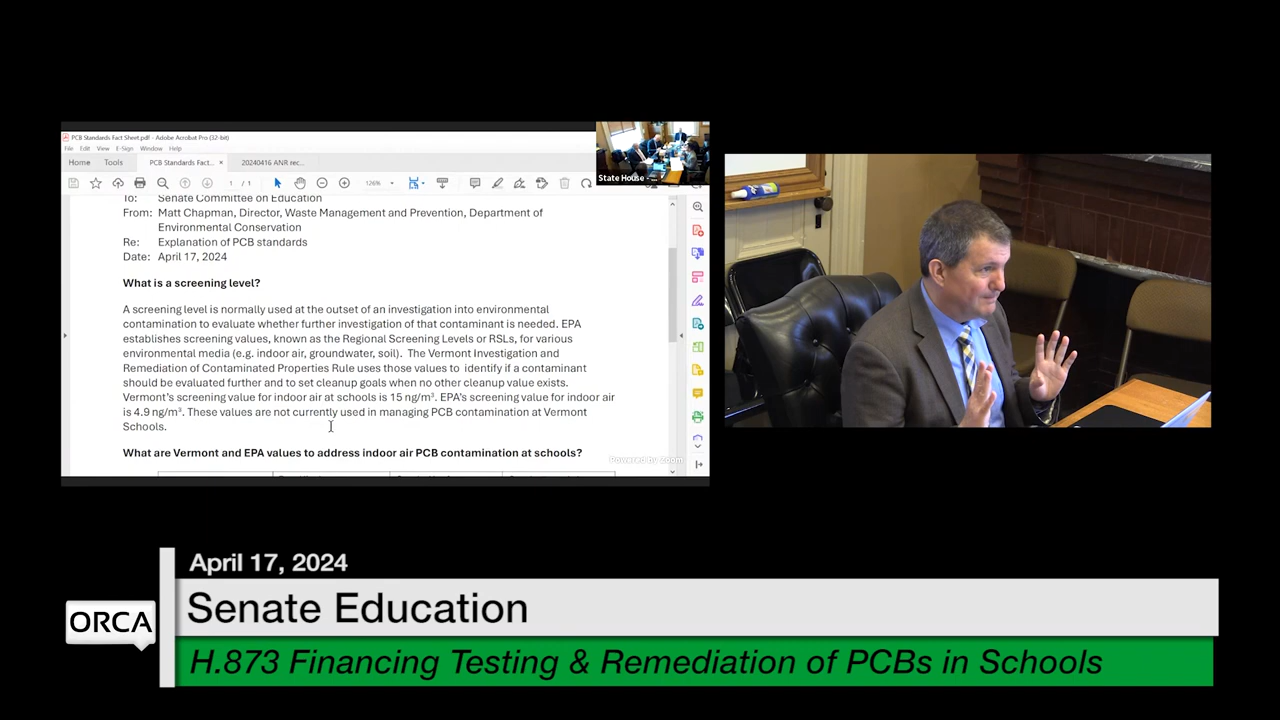 PCB Standards Fact Sheet.pdf - Adobe Acrobat Pro (32-bit)
File Edit View E-Sign Window Help
Home Tools PCB Standards Fact... × 20240416 ANR rec...
1 / 1 126%
State House - ...
To: Senate Committee on Education
From: Matt Chapman, Director, Waste Management and Prevention, Department of
Environmental Conservation
Re: Explanation of PCB standards
Date: April 17, 2024
What is a screening level?
A screening level is normally used at the outset of an investigation into environmental
contamination to evaluate whether further investigation of that contaminant is needed. EPA
establishes screening values, known as the Regional Screening Levels or RSLs, for various
environmental media (e.g. indoor air, groundwater, soil). The Vermont Investigation and
Remediation of Contaminated Properties Rule uses those values to identify if a contaminant
should be evaluated further and to set cleanup goals when no other cleanup value exists.
Vermont's screening value for indoor air at schools is 15 ng/m³. EPA's screening value for indoor air
is 4.9 ng/m³. These values are not currently used in managing PCB contamination at Vermont
Schools.
What are Vermont and EPA values to address indoor air PCB contamination at schools?
Powered by Zoom
April 17, 2024
ORCA
Senate Education
H.873 Financing Testing & Remediation of PCBs in Schools